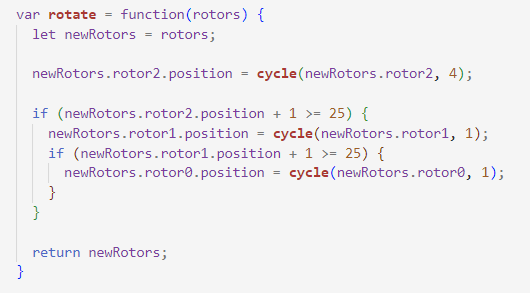 var rotate = function(rotors) {
  let newRotors = rotors;

  newRotors.rotor2.position = cycle(newRotors.rotor2, 4);

  if (newRotors.rotor2.position + 1 >= 25) {
    newRotors.rotor1.position = cycle(newRotors.rotor1, 1);
    if (newRotors.rotor1.position + 1 >= 25) {
      newRotors.rotor0.position = cycle(newRotors.rotor0, 1);
    }
  }

  return newRotors;
}